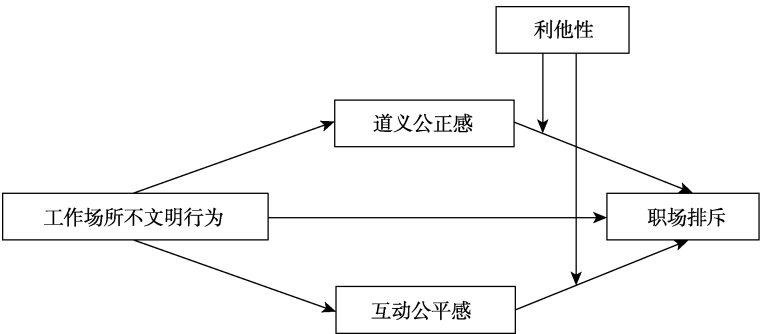 利他性
道义公正感
工作场所不文明行为
职场排斥
互动公平感